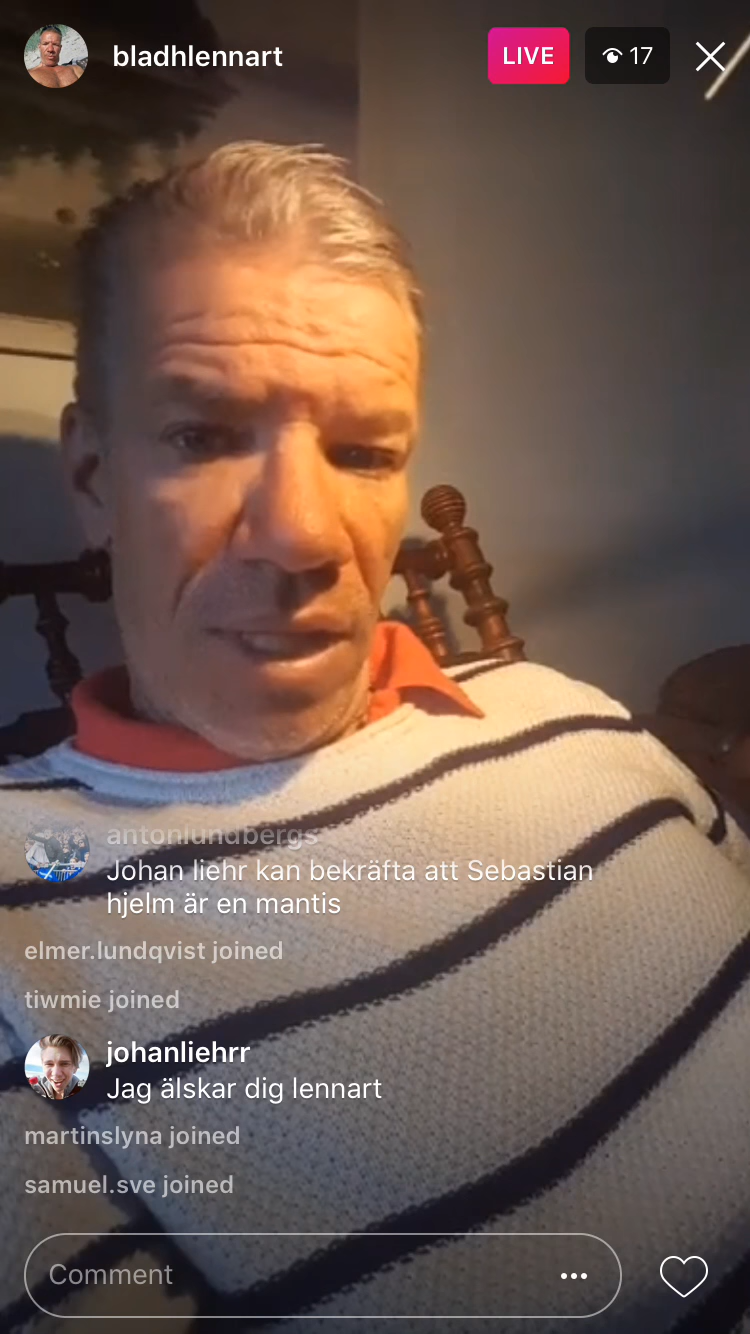 bladhlennart
LIVE
17
antonlundbergs
Johan liehr kan bekräfta att Sebastian
hjelm är en mantis
elmer.lundqvist joined
tiwmie joined
johanliehrr
Jag älskar dig lennart
martinslyna joined
samuel.sve joined
Comment